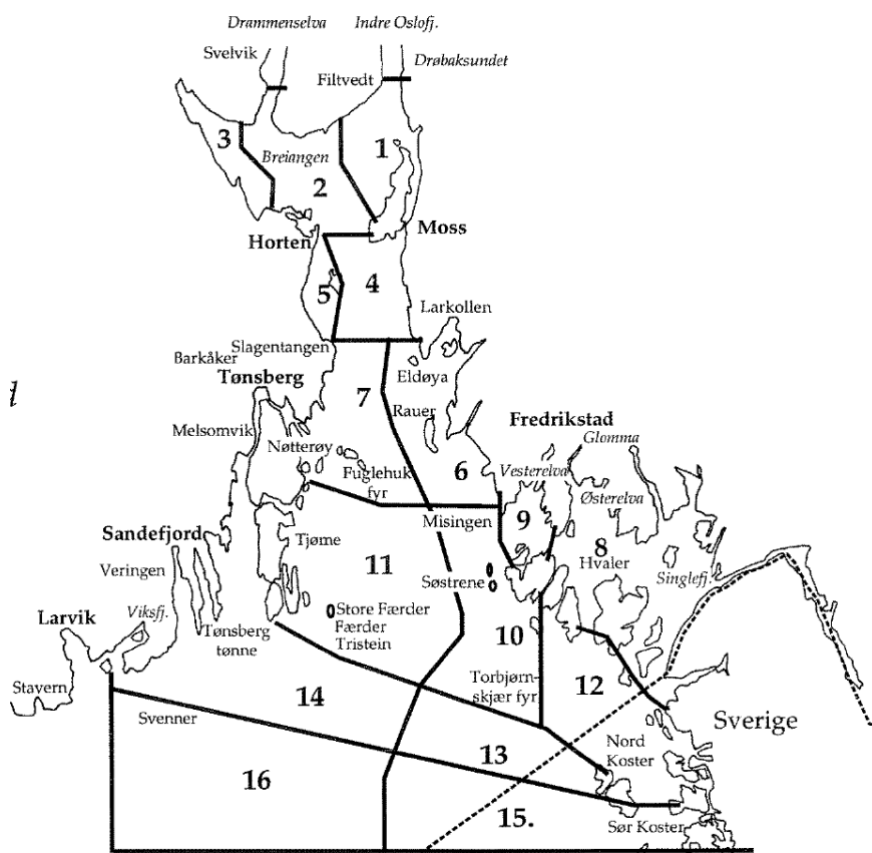 Drammenselva
Indre Oslofj.
Svelvik
Drøbaksundet
Filtvedt
3
1
Breiangen
2
Horten
Moss
5
4
Larkollen
Slagentangen
Barkåker
Eldøya
Tønsberg
7
d
Rauer
Fredrikstad
Melsomvik
Glomma
Nøtterøy
6
Vesterelva
Fuglehuk
fyr
Østerelva
Misingen
9
Sandefjord
Tjøme
8
Hvaler
11
Veringen
Søstrene
Singlefj.
Larvik
Viksfj.
Store Færder
Færder
Tristein
Tønsberg
tønne
10
Torbjørn-
skjær fyr
12
Stavern
14
Svenner
Sverige
Nord
Koster
13
16
15.
Sør Koster